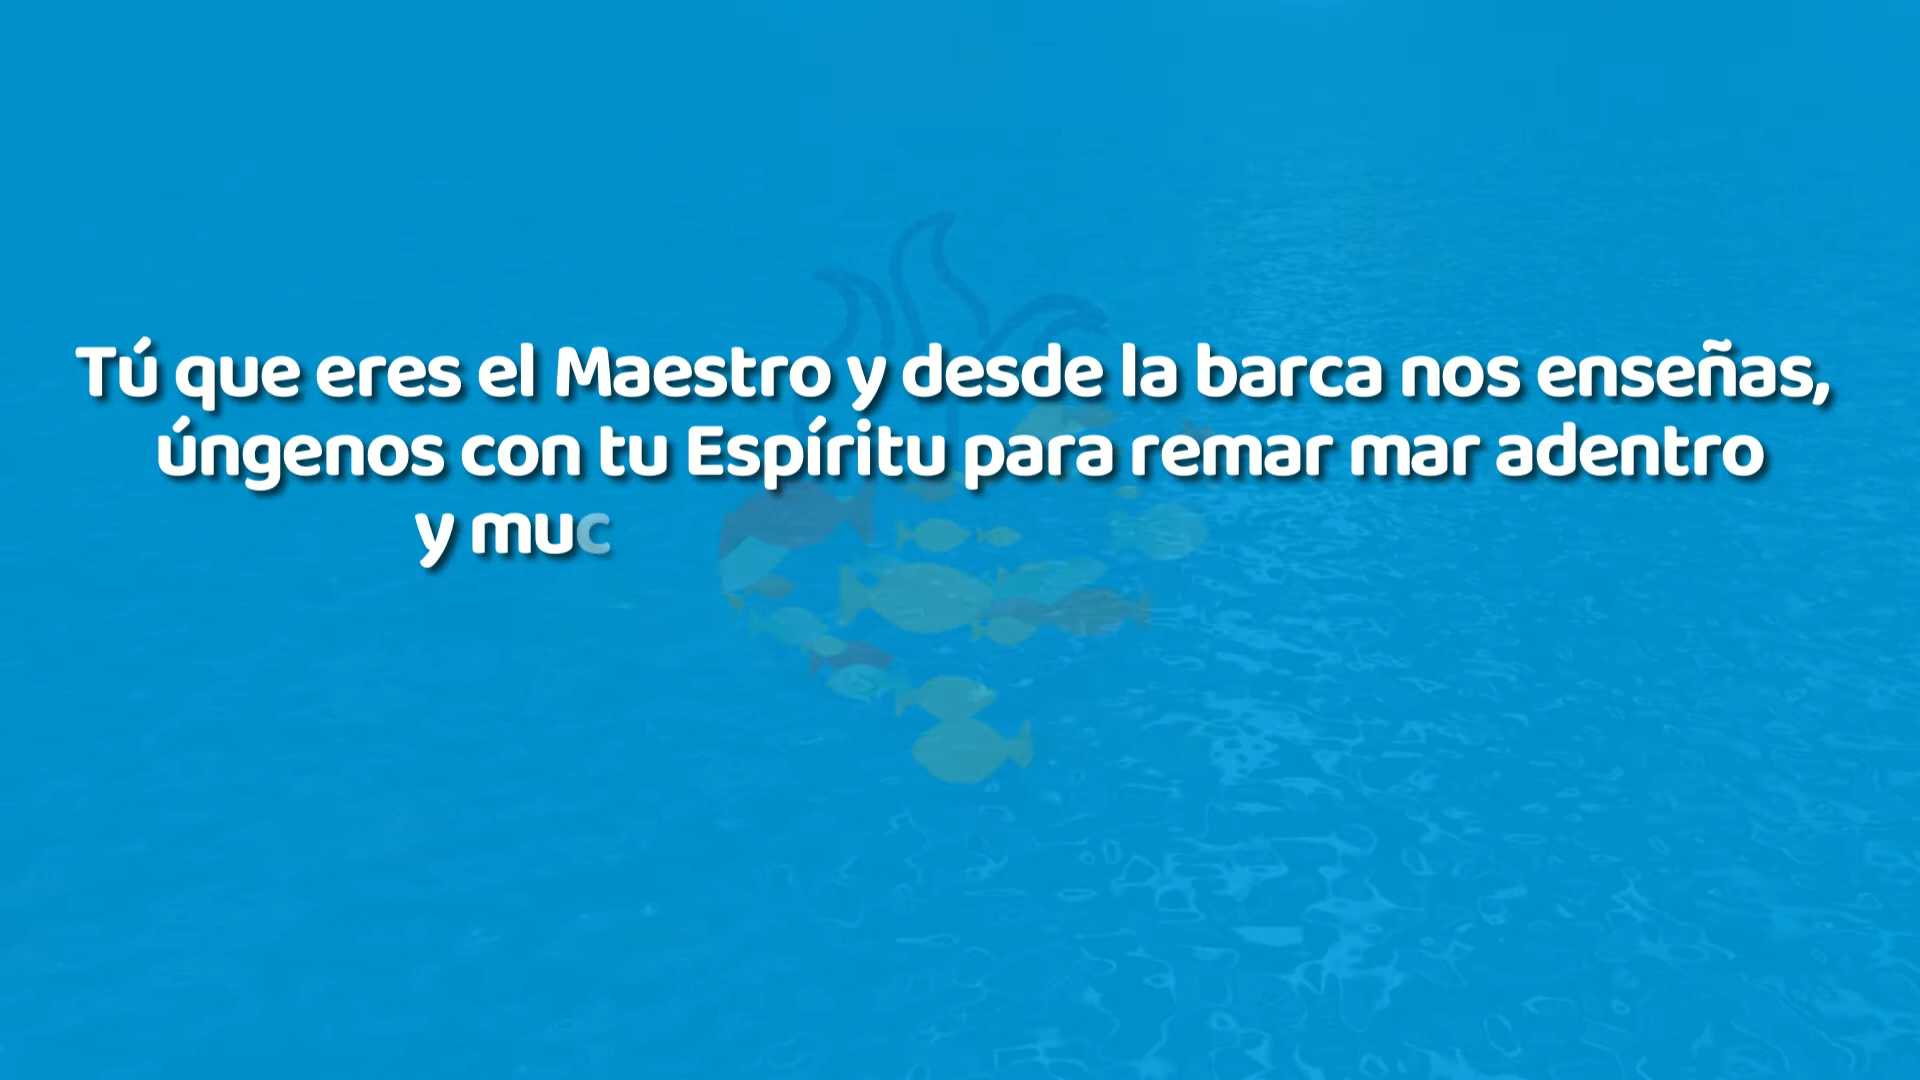 Tú que eres el Maestro y desde la barca nos enseñas,
úngenos con tu Espíritu para remar mar adentro
y muc